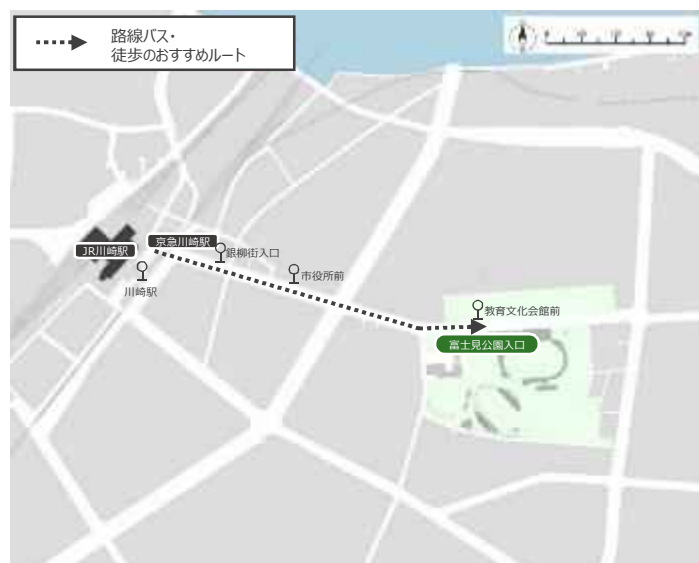 路線バス・
徒歩のおすすめルート
京急川崎駅
JR川崎駅
銀柳街入口
市役所前
川崎駅
教育文化会館前
富士見公園入口